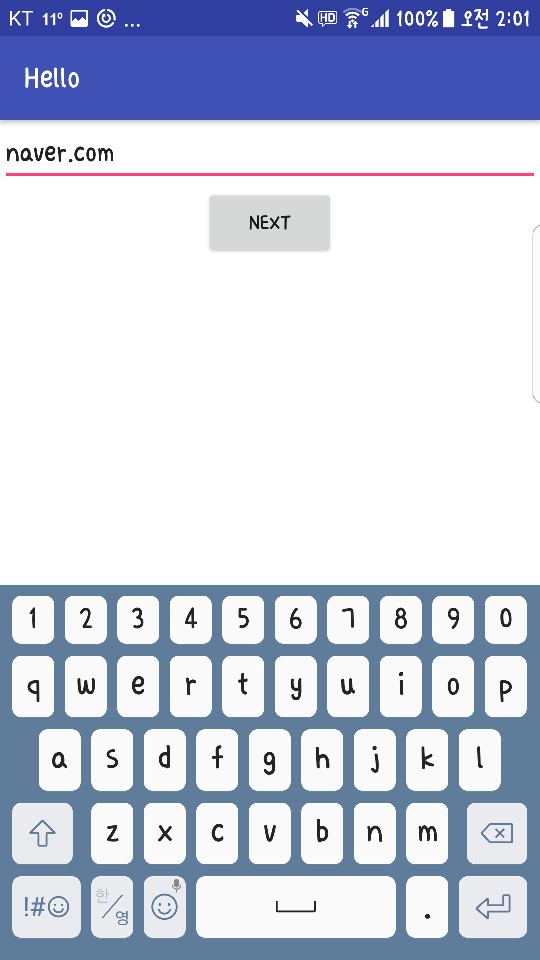 KT 11° ... HD G 100% 오전 2:01
Hello
naver.com
NEXT
1 2 3 4 5 6 7 8 9 0
q w e r t y u i o p
a s d f g h j k l
z x c v b n m
!#☺ 한/영 .